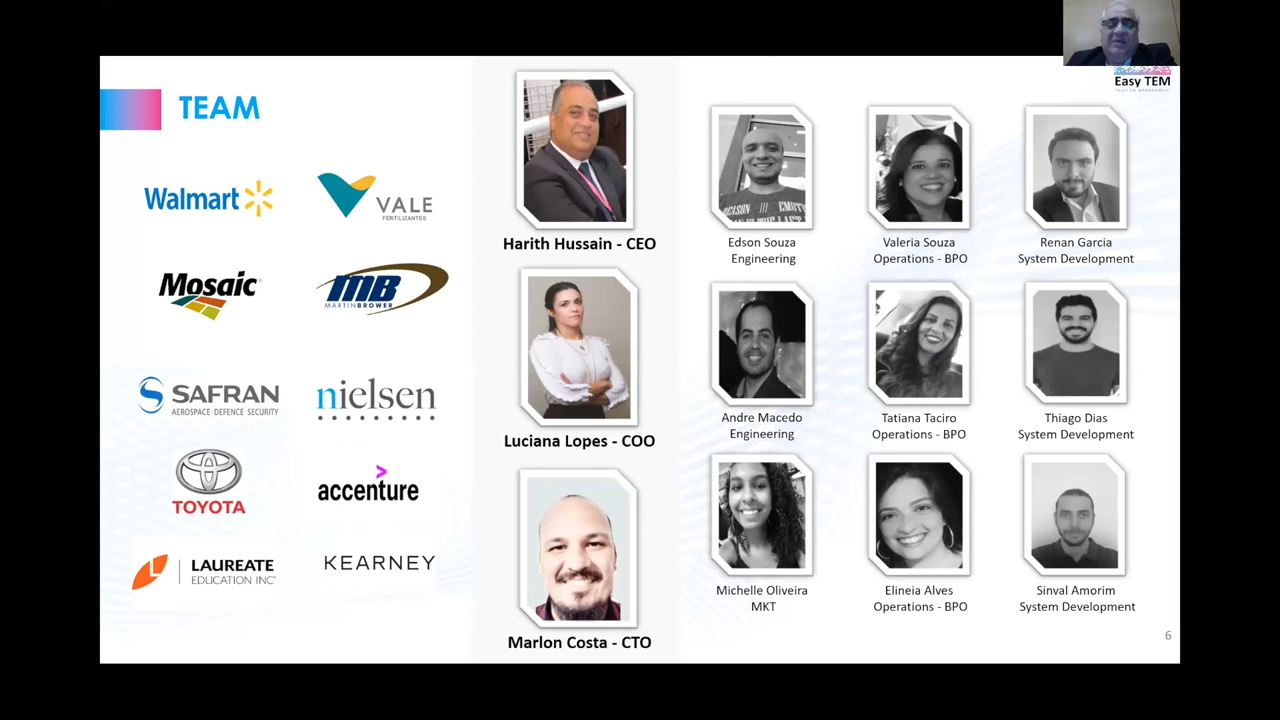 TEAM
Walmart
VALE
FERTILIZANTES
Mosaic
MB
MARTINBROWER
SAFRAN
AEROSPACE · DEFENCE · SECURITY
nielsen
TOYOTA
accenture
LAUREATE
EDUCATION INC
KEARNEY
Harith Hussain - CEO
Luciana Lopes - COO
Marlon Costa - CTO
Easy TEM
Edson Souza
Engineering
Valeria Souza
Operations - BPO
Renan Garcia
System Development
Andre Macedo
Engineering
Tatiana Taciro
Operations - BPO
Thiago Dias
System Development
Michelle Oliveira
MKT
Elineia Alves
Operations - BPO
Sinval Amorim
System Development
6